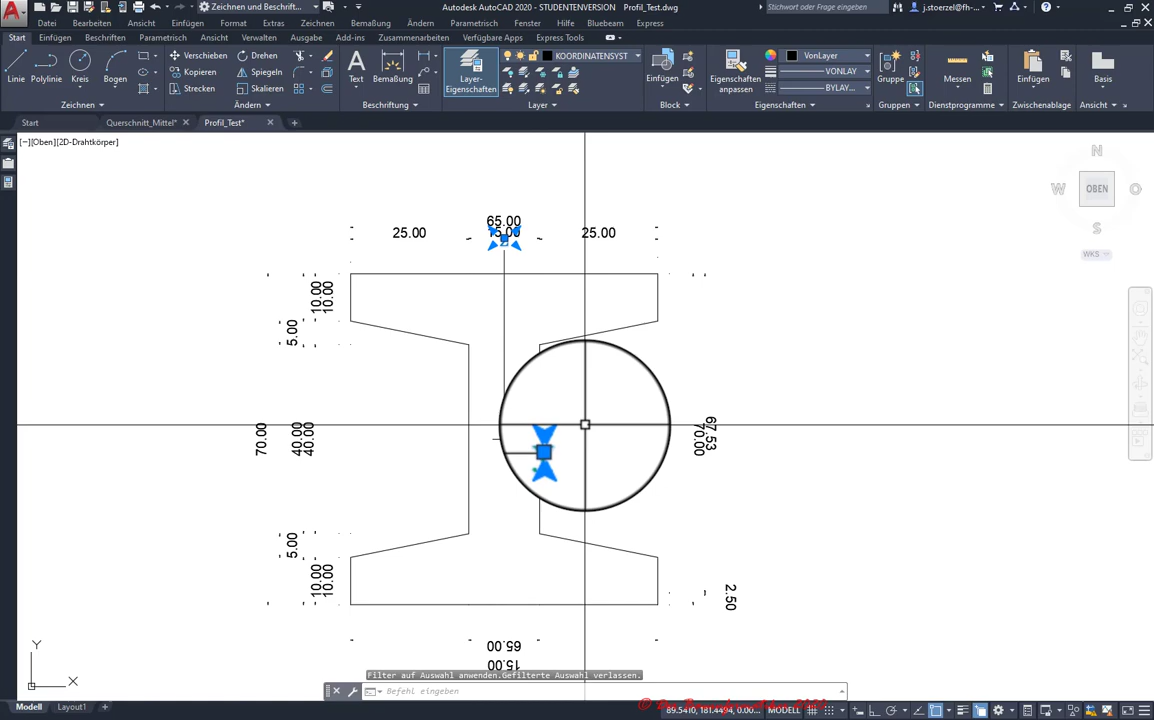 Autodesk AutoCAD 2020 - STUDENTENVERSION Profil_Test.dwg
Zeichnen und Beschrift...
Stichwort oder Frage eingeben
j.stoerzel@fh-...
Datei Bearbeiten Ansicht Einfügen Format Extras Zeichnen Bemaßung Ändern Parametrisch Fenster Hilfe Bluebeam Express
Start Einfügen Beschriften Parametrisch Ansicht Verwalten Ausgabe Add-ins Zusammenarbeiten Verfügbare Apps Express Tools
Linie Polylinie Kreis Bogen
Verschieben Drehen
Kopieren Spiegeln
Strecken Skalieren
Text Bemaßung
Layer-Eigenschaften
KOORDINATENSYST
Einfügen
Eigenschaften anpassen
VonLayer
VONLAY
BYLAY...
Gruppe
Messen
Einfügen
Basis
Zeichnen Ändern Beschriftung Layer Block Eigenschaften Gruppen Dienstprogramme Zwischenablage Ansicht
Start Querschnitt_Mittel* Profil_Test*
[−][Oben][2D-Drahtkörper]
N
W OBEN O
S
WKS
65.00
25.00 15.00 25.00
10.00
10.00
5.00
70.00
40.00
40.00
67.53
70.00
5.00
10.00
10.00
2.50
65.00
15.00
Y
X
Filter auf Auswahl anwenden.Gefilterte Auswahl verlassen.
Befehl eingeben
Modell Layout1 +
MODELL